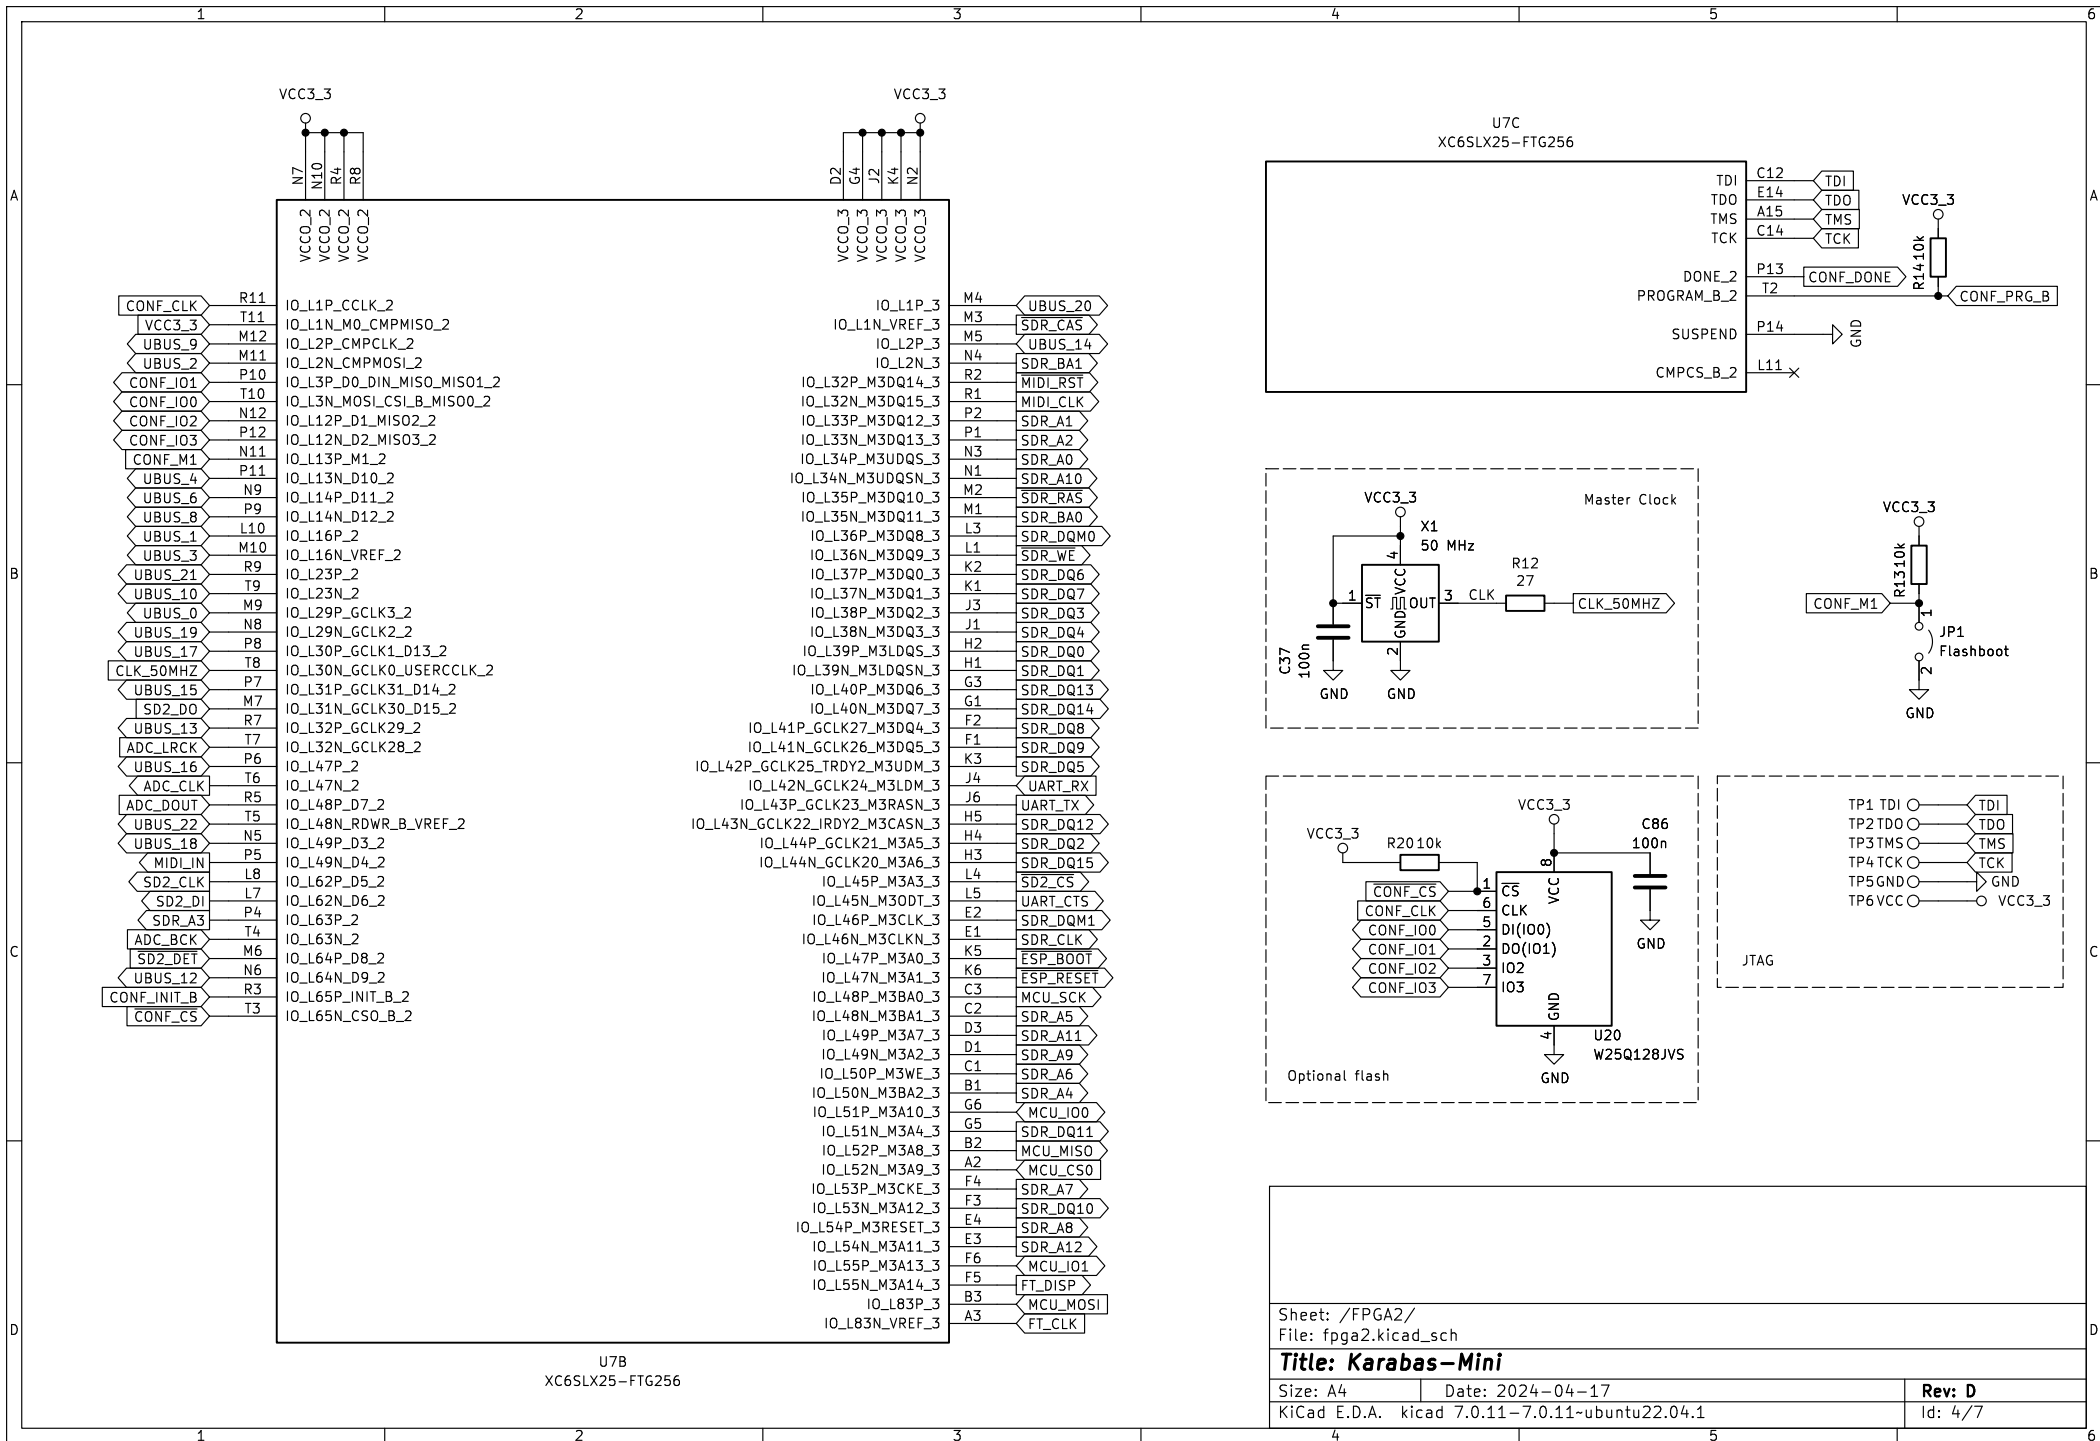 1 2 3 4 5 6
A
B
C
D
A
B
C
D
1 2 3 4 5 6
VCC3_3
VCC3_3
N7 N10 R4 R8
D2 G4 J2 K4 N2
VCCO_2 VCCO_2 VCCO_2 VCCO_2
VCCO_3 VCCO_3 VCCO_3 VCCO_3 VCCO_3
CONF_CLK R11 IO_L1P_CCLK_2
VCC3_3 T11 IO_L1N_M0_CMPMISO_2
UBUS_9 M12 IO_L2P_CMPCLK_2
UBUS_2 M11 IO_L2N_CMPMOSI_2
CONF_IO1 P10 IO_L3P_D0_DIN_MISO_MISO1_2
CONF_IO0 T10 IO_L3N_MOSI_CSI_B_MISO0_2
CONF_IO2 N12 IO_L12P_D1_MISO2_2
CONF_IO3 P12 IO_L12N_D2_MISO3_2
CONF_M1 N11 IO_L13P_M1_2
UBUS_4 P11 IO_L13N_D10_2
UBUS_6 N9 IO_L14P_D11_2
UBUS_8 P9 IO_L14N_D12_2
UBUS_1 L10 IO_L16P_2
UBUS_3 M10 IO_L16N_VREF_2
UBUS_21 R9 IO_L23P_2
UBUS_10 T9 IO_L23N_2
UBUS_0 M9 IO_L29P_GCLK3_2
UBUS_19 N8 IO_L29N_GCLK2_2
UBUS_17 P8 IO_L30P_GCLK1_D13_2
CLK_50MHZ T8 IO_L30N_GCLK0_USERCCLK_2
UBUS_15 P7 IO_L31P_GCLK31_D14_2
SD2_DO M7 IO_L31N_GCLK30_D15_2
UBUS_13 R7 IO_L32P_GCLK29_2
ADC_LRCK T7 IO_L32N_GCLK28_2
UBUS_16 P6 IO_L47P_2
ADC_CLK T6 IO_L47N_2
ADC_DOUT R5 IO_L48P_D7_2
UBUS_22 T5 IO_L48N_RDWR_B_VREF_2
UBUS_18 N5 IO_L49P_D3_2
MIDI_IN P5 IO_L49N_D4_2
SD2_CLK L8 IO_L62P_D5_2
SD2_DI L7 IO_L62N_D6_2
SDR_A3 P4 IO_L63P_2
ADC_BCK T4 IO_L63N_2
SD2_DET M6 IO_L64P_D8_2
UBUS_12 N6 IO_L64N_D9_2
CONF_INIT_B R3 IO_L65P_INIT_B_2
CONF_CS T3 IO_L65N_CSO_B_2
IO_L1P_3 M4 UBUS_20
IO_L1N_VREF_3 M3 SDR_CAS
IO_L2P_3 M5 UBUS_14
IO_L2N_3 N4 SDR_BA1
IO_L32P_M3DQ14_3 R2 MIDI_RST
IO_L32N_M3DQ15_3 R1 MIDI_CLK
IO_L33P_M3DQ12_3 P2 SDR_A1
IO_L33N_M3DQ13_3 P1 SDR_A2
IO_L34P_M3UDQS_3 N3 SDR_A0
IO_L34N_M3UDQSN_3 N1 SDR_A10
IO_L35P_M3DQ10_3 M2 SDR_RAS
IO_L35N_M3DQ11_3 M1 SDR_BA0
IO_L36P_M3DQ8_3 L3 SDR_DQM0
IO_L36N_M3DQ9_3 L1 SDR_WE
IO_L37P_M3DQ0_3 K2 SDR_DQ6
IO_L37N_M3DQ1_3 K1 SDR_DQ7
IO_L38P_M3DQ2_3 J3 SDR_DQ3
IO_L38N_M3DQ3_3 J1 SDR_DQ4
IO_L39P_M3LDQS_3 H2 SDR_DQ0
IO_L39N_M3LDQSN_3 H1 SDR_DQ1
IO_L40P_M3DQ6_3 G3 SDR_DQ13
IO_L40N_M3DQ7_3 G1 SDR_DQ14
IO_L41P_GCLK27_M3DQ4_3 F2 SDR_DQ8
IO_L41N_GCLK26_M3DQ5_3 F1 SDR_DQ9
IO_L42P_GCLK25_TRDY2_M3UDM_3 K3 SDR_DQ5
IO_L42N_GCLK24_M3LDM_3 J4 UART_RX
IO_L43P_GCLK23_M3RASN_3 J6 UART_TX
IO_L43N_GCLK22_IRDY2_M3CASN_3 H5 SDR_DQ12
IO_L44P_GCLK21_M3A5_3 H4 SDR_DQ2
IO_L44N_GCLK20_M3A6_3 H3 SDR_DQ15
IO_L45P_M3A3_3 L4 SD2_CS
IO_L45N_M3ODT_3 L5 UART_CTS
IO_L46P_M3CLK_3 E2 SDR_DQM1
IO_L46N_M3CLKN_3 E1 SDR_CLK
IO_L47P_M3A0_3 K5 ESP_BOOT
IO_L47N_M3A1_3 K6 ESP_RESET
IO_L48P_M3BA0_3 C3 MCU_SCK
IO_L48N_M3BA1_3 C2 SDR_A5
IO_L49P_M3A7_3 D3 SDR_A11
IO_L49N_M3A2_3 D1 SDR_A9
IO_L50P_M3WE_3 C1 SDR_A6
IO_L50N_M3BA2_3 B1 SDR_A4
IO_L51P_M3A10_3 G6 MCU_IO0
IO_L51N_M3A4_3 G5 SDR_DQ11
IO_L52P_M3A8_3 B2 MCU_MISO
IO_L52N_M3A9_3 A2 MCU_CS0
IO_L53P_M3CKE_3 F4 SDR_A7
IO_L53N_M3A12_3 F3 SDR_DQ10
IO_L54P_M3RESET_3 E4 SDR_A8
IO_L54N_M3A11_3 E3 SDR_A12
IO_L55P_M3A13_3 F6 MCU_IO1
IO_L55N_M3A14_3 F5 FT_DISP
IO_L83P_3 B3 MCU_MOSI
IO_L83N_VREF_3 A3 FT_CLK
U7B
XC6SLX25-FTG256
U7C
XC6SLX25-FTG256
TDI C12 TDI
TDO E14 TDO
TMS A15 TMS
TCK C14 TCK
DONE_2 P13 CONF_DONE
PROGRAM_B_2 T2 CONF_PRG_B
SUSPEND P14 GND
CMPCS_B_2 L11
VCC3_3
R14 10k
Master Clock
VCC3_3
X1
50 MHz
4 VCC
1 ST OUT 3 CLK
R12
27
CLK_50MHZ
GND 2
C37
100n
GND
GND
VCC3_3
R13 10k
CONF_M1
1
JP1
Flashboot
2
GND
VCC3_3
VCC3_3
R20 10k
C86
100n
8 VCC
CONF_CS 1 CS
CONF_CLK 6 CLK
CONF_IO0 5 DI(IO0)
CONF_IO1 2 DO(IO1)
CONF_IO2 3 IO2
CONF_IO3 7 IO3
GND 4
GND
U20
W25Q128JVS
GND
Optional flash
TP1 TDI TDI
TP2 TDO TDO
TP3 TMS TMS
TP4 TCK TCK
TP5 GND GND
TP6 VCC VCC3_3
JTAG
Sheet: /FPGA2/
File: fpga2.kicad_sch
Title: Karabas-Mini
Size: A4 Date: 2024-04-17 Rev: D
KiCad E.D.A. kicad 7.0.11-7.0.11~ubuntu22.04.1 Id: 4/7